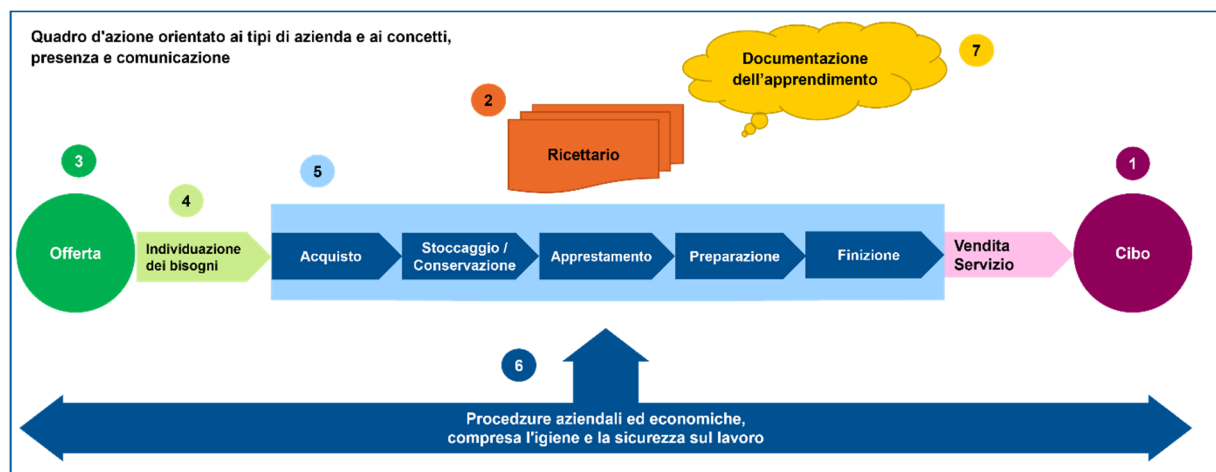 Quadro d'azione orientato ai tipi di azienda e ai concetti,
presenza e comunicazione
Documentazione
dell'apprendimento
7
2
Ricettario
3
Offerta
4
Individuazione
dei bisogni
5
Acquisto
Stoccaggio /
Conservazione
Apprestamento
Preparazione
Finizione
Vendita
Servizio
1
Cibo
6
Procedzure aziendali ed economiche,
compresa l'igiene e la sicurezza sul lavoro